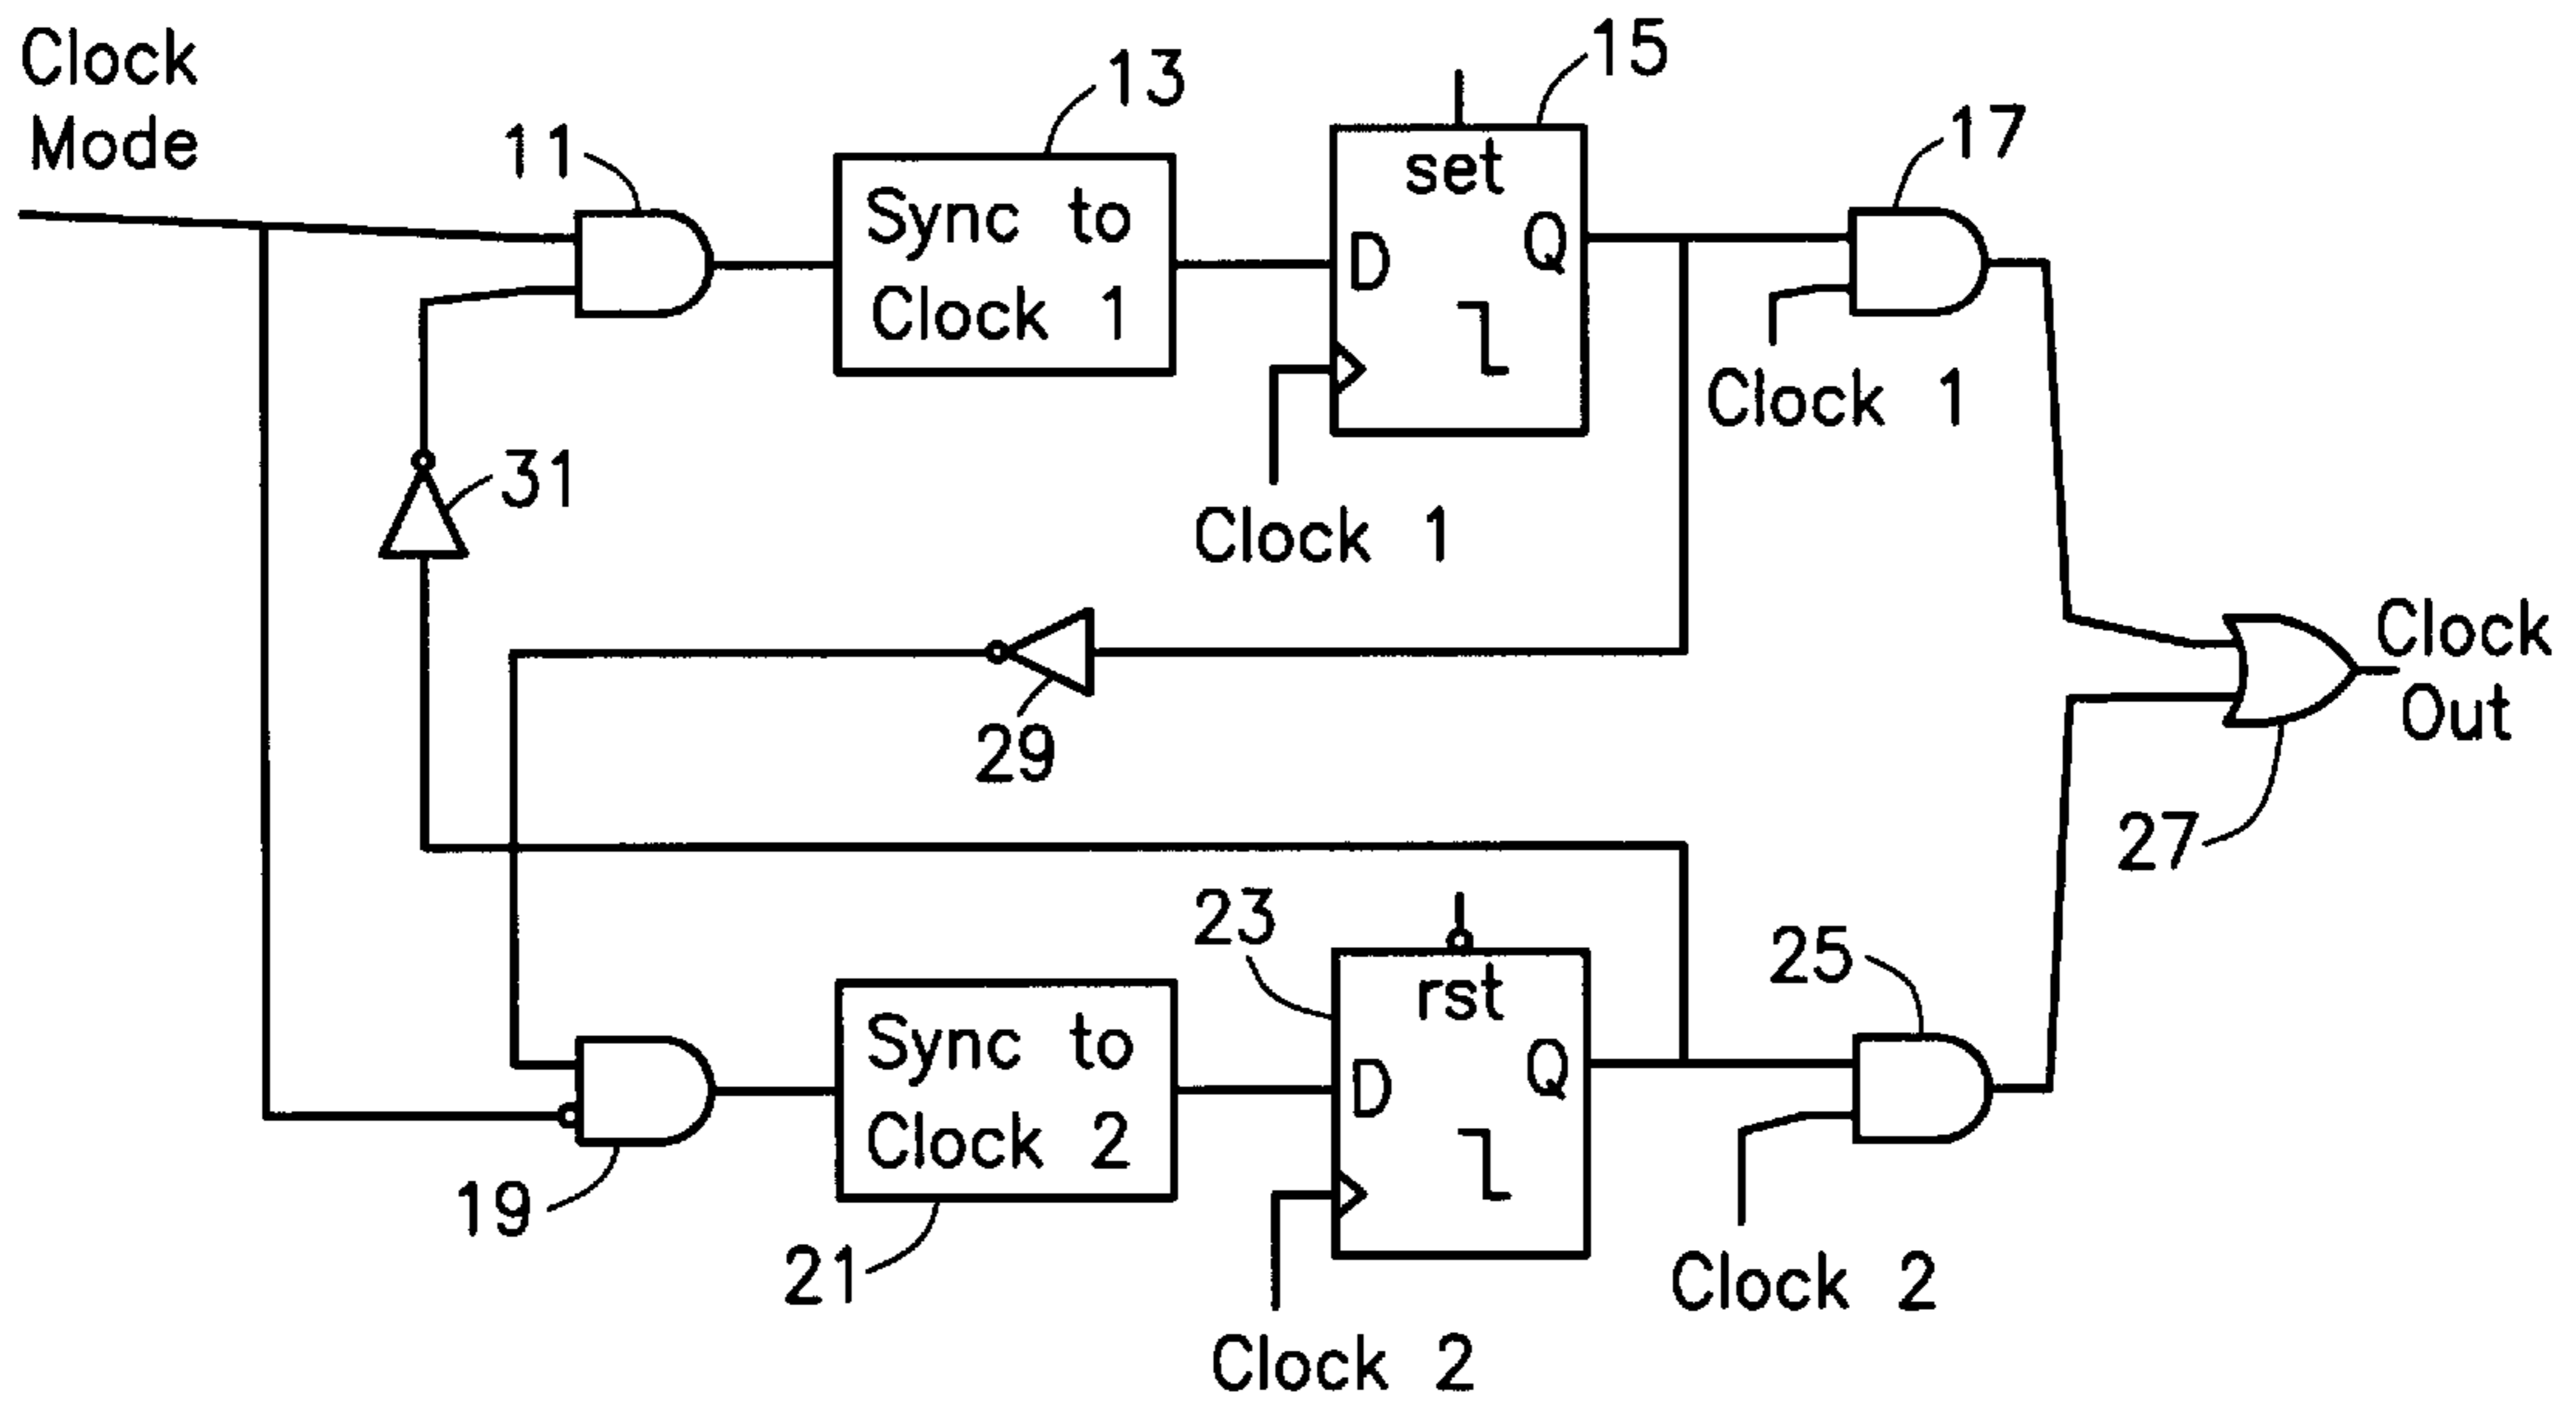 Clock
Mode
11
13
Sync to
Clock 1
15
set
D
Q
Clock 1
17
Clock 1
31
29
Clock
Out
27
19
Sync to
Clock 2
21
23
rst
D
Q
Clock 2
25
Clock 2